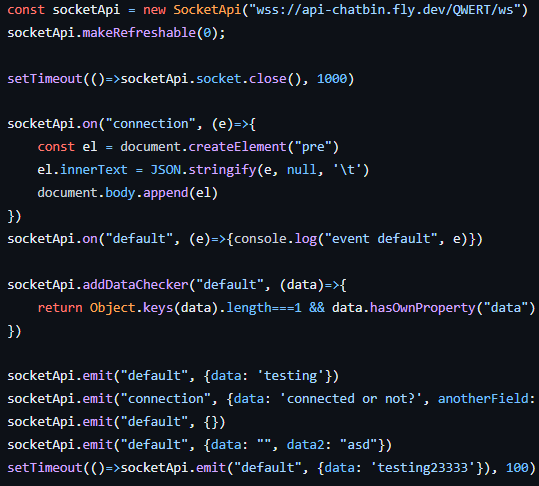 const socketApi = new SocketApi("wss://api-chatbin.fly.dev/QWERT/ws")
socketApi.makeRefreshable(0);
setTimeout(()=>socketApi.socket.close(), 1000)
socketApi.on("connection", (e)=>{
const el = document.createElement("pre")
el.innerText = JSON.stringify(e, null, '\t')
document.body.append(el)
})
socketApi.on("default", (e)=>{console.log("event default", e)})
socketApi.addDataChecker("default", (data)=>{
return Object.keys(data).length===1 && data.hasOwnProperty("data")
})
socketApi.emit("default", {data: 'testing'})
socketApi.emit("connection", {data: 'connected or not?', anotherField:
socketApi.emit("default", {})
socketApi.emit("default", {data: "", data2: "asd"})
setTimeout(()=>socketApi.emit("default", {data: 'testing23333'}), 100)